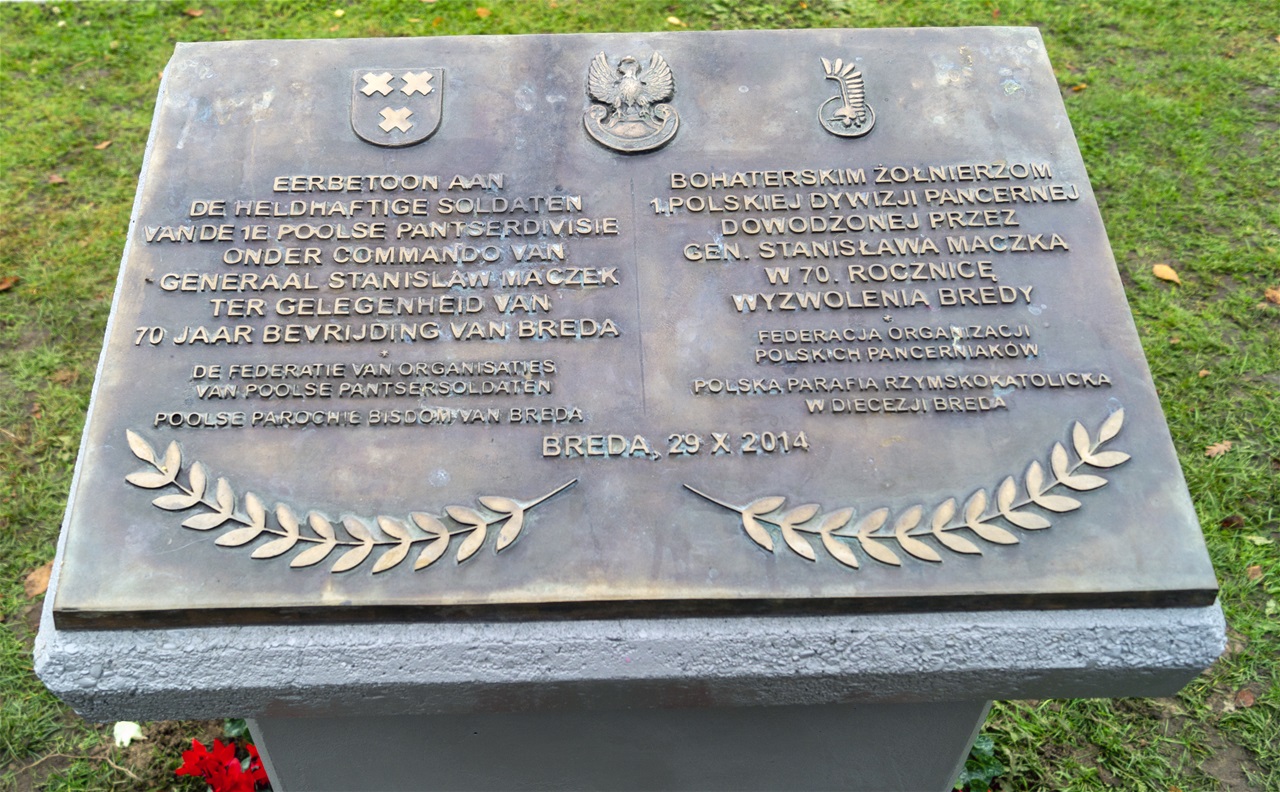 EERBETOON AAN
DE HELDHAFTIGE SOLDATEN
VAN DE 1E POOLSE PANTSERDIVISIE
ONDER COMMANDO VAN
GENERAAL STANISLAW MACZEK
TER GELEGENHEID VAN
70 JAAR BEVRIJDING VAN BREDA
*
DE FEDERATIE VAN ORGANISATIES
VAN POOLSE PANTSERSOLDATEN
POOLSE PAROCHIE BISDOM VAN BREDA
BOHATERSKIM ŻOŁNIERZOM
1.POLSKIEJ DYWIZJI PANCERNEJ
DOWODZONEJ PRZEZ
GEN. STANISŁAWA MACZKA
W 70. ROCZNICĘ
WYZWOLENIA BREDY
*
FEDERACJA ORGANIZACJI
POLSKICH PANCERNIAKÓW
POLSKA PARAFIA RZYMSKOKATOLICKA
W DIECEZJI BREDA
BREDA, 29 X 2014